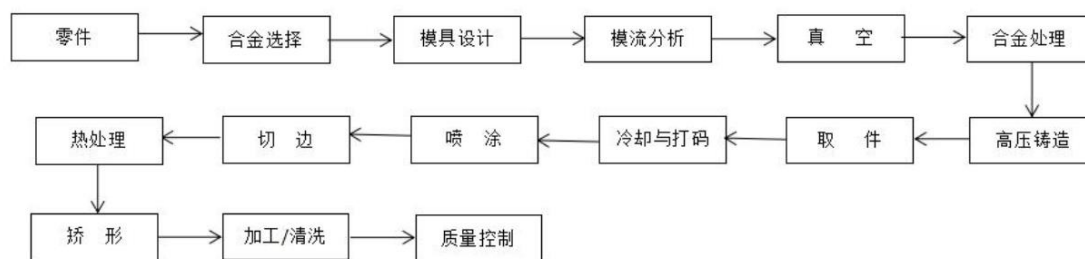 零件
合金选择
模具设计
模流分析
真 空
合金处理
高压铸造
取 件
冷却与打码
喷 涂
切 边
热处理
矫 形
加工/清洗
质量控制